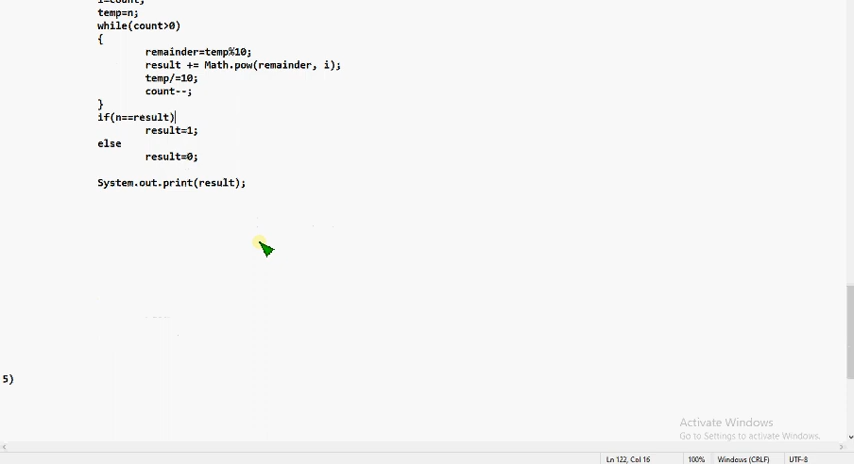 i=count;
temp=n;
while(count>0)
{
remainder=temp%10;
result += Math.pow(remainder, i);
temp/=10;
count--;
}
if(n==result)
result=1;
else
result=0;
System.out.print(result);
5)
Activate Windows
Go to Settings to activate Windows.
Ln 122, Col 16
100%
Windows (CRLF)
UTF-8